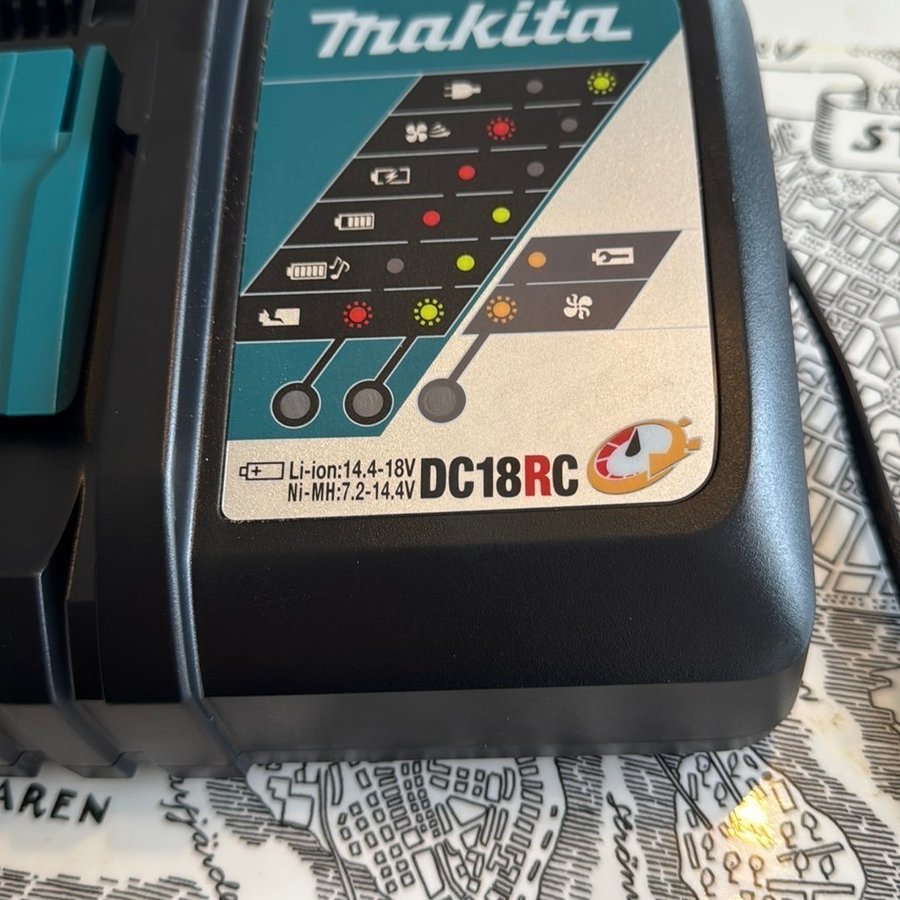 makita
ST
Li-ion:14.4-18V
Ni-MH:7.2-14.4V
DC18RC
AREN